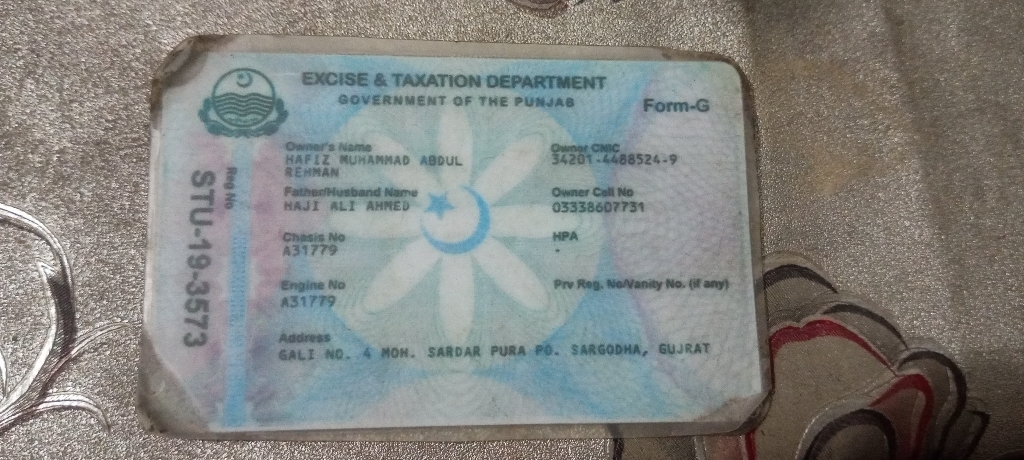 EXCISE & TAXATION DEPARTMENT
GOVERNMENT OF THE PUNJAB
Form-G
Reg No
STU-19-3573
Owner's Name
HAFIZ MUHAMMAD ABDUL
REHMAN
Owner CNIC
34201-4488524-9
Father/Husband Name
HAJI ALI AHMED
Owner Cell No
03338607731
Chasis No
A31779
HPA
-
Engine No
A31779
Prv Reg. No/Vanity No. (if any)
Address
GALI NO. 4 MOH. SARDAR PURA PO. SARGODHA, GUJRAT